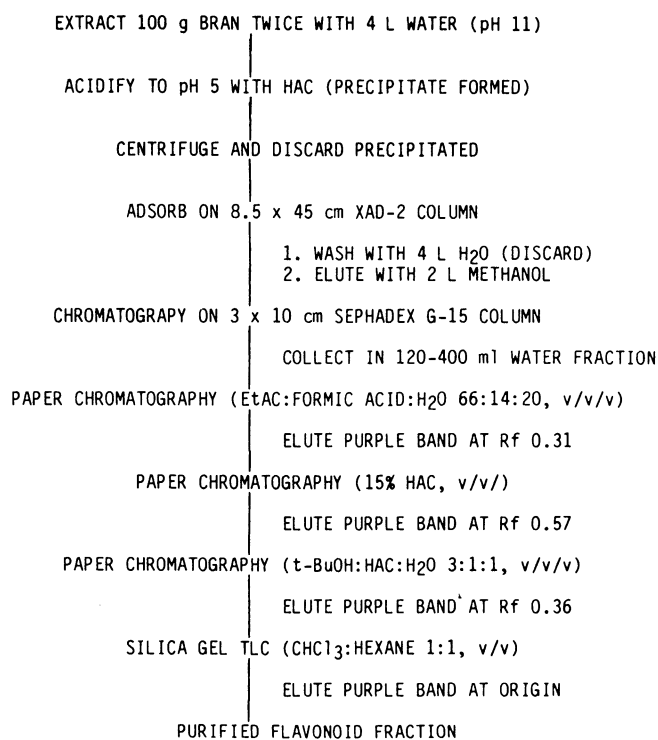 EXTRACT 100 g BRAN TWICE WITH 4 L WATER (pH 11)
ACIDIFY TO pH 5 WITH HAC (PRECIPITATE FORMED)
CENTRIFUGE AND DISCARD PRECIPITATED
ADSORB ON 8.5 x 45 cm XAD-2 COLUMN
1. WASH WITH 4 L H2O (DISCARD)
2. ELUTE WITH 2 L METHANOL
CHROMATOGRAPY ON 3 x 10 cm SEPHADEX G-15 COLUMN
COLLECT IN 120-400 ml WATER FRACTION
PAPER CHROMATOGRAPHY (EtAC:FORMIC ACID:H2O 66:14:20, v/v/v)
ELUTE PURPLE BAND AT Rf 0.31
PAPER CHROMATOGRAPHY (15% HAC, v/v/)
ELUTE PURPLE BAND AT Rf 0.57
PAPER CHROMATOGRAPHY (t-BuOH:HAC:H2O 3:1:1, v/v/v)
ELUTE PURPLE BAND AT Rf 0.36
SILICA GEL TLC (CHCl3:HEXANE 1:1, v/v)
ELUTE PURPLE BAND AT ORIGIN
PURIFIED FLAVONOID FRACTION